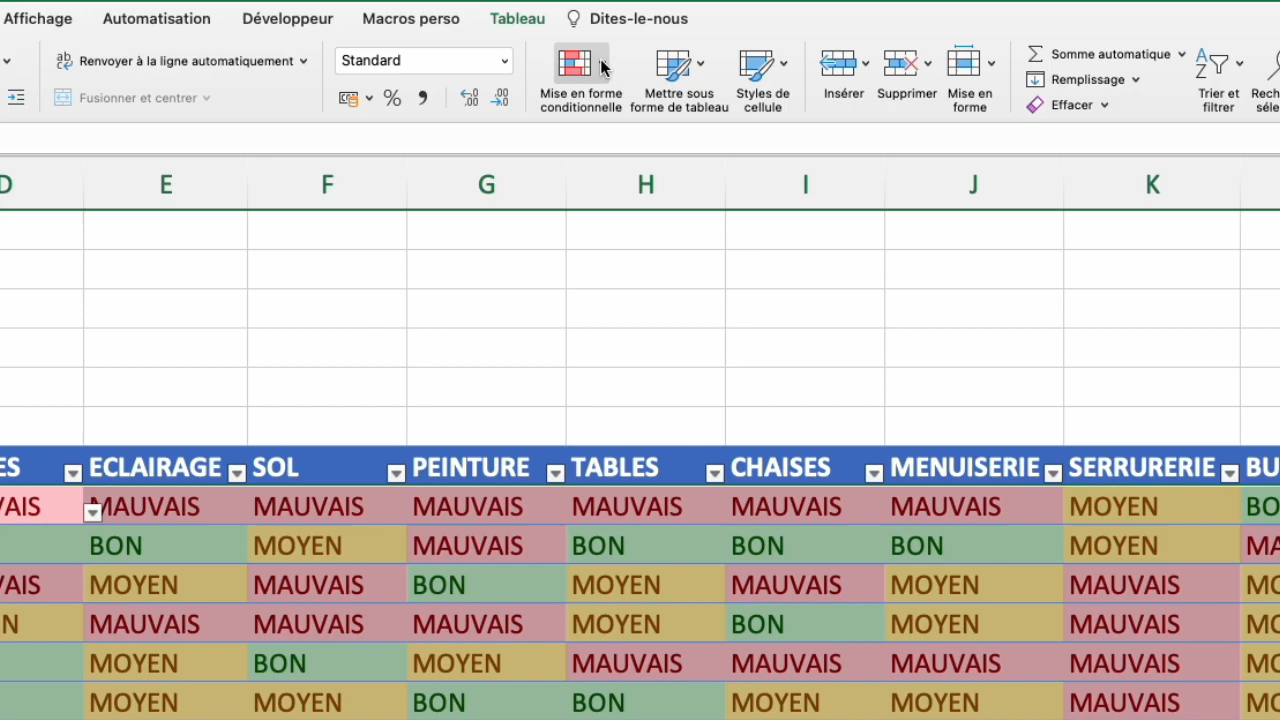 Affichage Automatisation Développeur Macros perso Tableau Dites-le-nous
Renvoyer à la ligne automatiquement Standard Somme automatique
Remplissage
Mise en forme conditionnelle Mettre sous forme de tableau Styles de cellule Insérer Supprimer Mise en forme Trier et filtrer
Fusionner et centrer % Effacer
D E F G H I J K
ES ECLAIRAGE SOL PEINTURE TABLES CHAISES MENUISERIE SERRURERIE BU
VAIS MAUVAIS MAUVAIS MAUVAIS MAUVAIS MAUVAIS MAUVAIS MOYEN BO
BON MOYEN MAUVAIS BON BON BON MOYEN MA
VAIS MOYEN MAUVAIS BON MOYEN MAUVAIS MOYEN MAUVAIS MO
N MAUVAIS MAUVAIS MAUVAIS MOYEN BON MOYEN MAUVAIS MO
MOYEN BON MOYEN MAUVAIS MAUVAIS MAUVAIS MAUVAIS MO
MOYEN MOYEN BON BON MOYEN MOYEN MAUVAIS MO